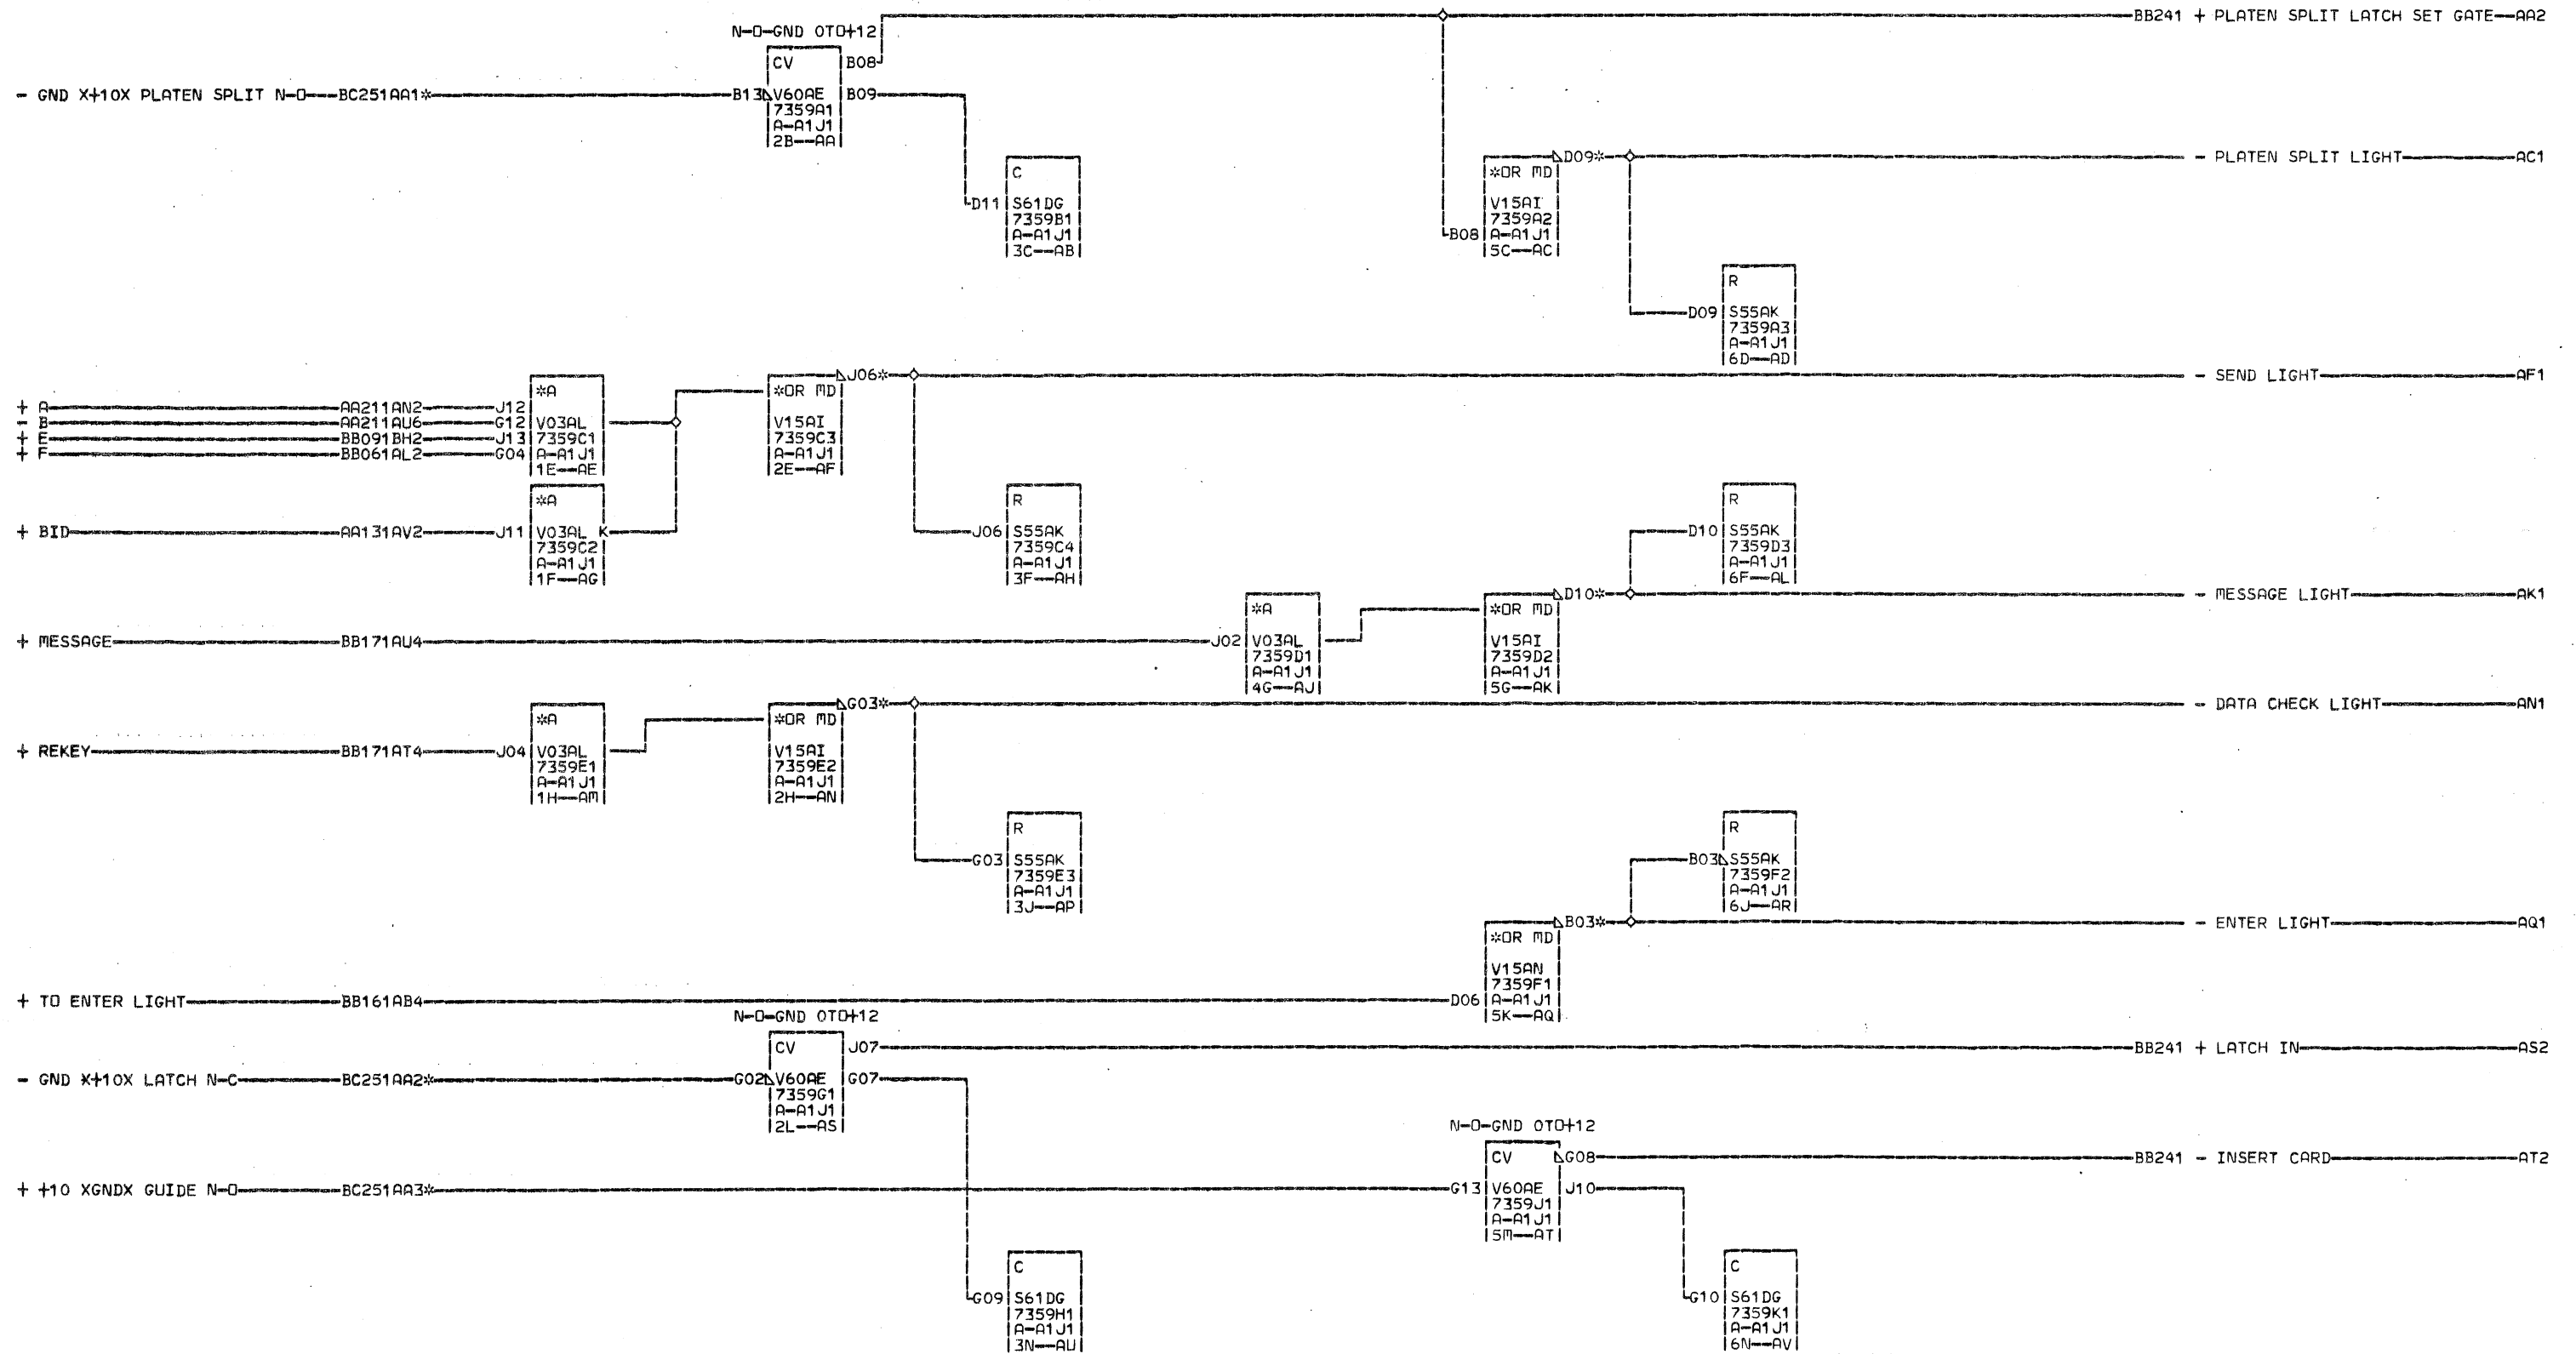 BB241 + PLATEN SPLIT LATCH SET GATE AA2
N-O-GND OTO+12
CV B08
- GND X+10X PLATEN SPLIT N-O BC251AA1* B13 V60AE B09
7359A1
A-A1J1
2B--AA
*OR MD D09* - PLATEN SPLIT LIGHT AC1
C
D11 S61DG
7359B1
A-A1J1
3C--AB
V15AI
7359A2
B08 A-A1J1
5C--AC
R
D09 S55AK
7359A3
A-A1J1
6D--AD
*A
*OR MD J06* - SEND LIGHT AF1
+ A AA211AN2 J12
- B AA211AU6 G12 V03AL
+ E BB091BH2 J13 7359C1
+ F BB061AL2 G04 A-A1J1
1E--AE
V15AI
7359C3
A-A1J1
2E--AF
*A
+ BID AA131AV2 J11 V03AL K
7359C2
A-A1J1
1F--AG
R
J06 S55AK
7359C4
A-A1J1
3F--AH
R
D10 S55AK
7359D3
A-A1J1
6F--AL
*OR MD D10* - MESSAGE LIGHT AK1
*A
+ MESSAGE BB171AU4 J02 V03AL
7359D1
A-A1J1
4G--AJ
V15AI
7359D2
A-A1J1
5G--AK
*OR MD G03* - DATA CHECK LIGHT AN1
*A
+ REKEY BB171AT4 J04 V03AL
7359E1
A-A1J1
1H--AM
V15AI
7359E2
A-A1J1
2H--AN
R
G03 S55AK
7359E3
A-A1J1
3J--AP
R
B03 S55AK
7359F2
A-A1J1
6J--AR
*OR MD B03* - ENTER LIGHT AQ1
V15AN
7359F1
+ TO ENTER LIGHT BB161AB4 D06 A-A1J1
5K--AQ
N-O-GND OTO+12
CV J07 BB241 + LATCH IN AS2
- GND X+10X LATCH N-C BC251AA2* G02 V60AE G07
7359G1
A-A1J1
2L--AS
N-O-GND OTO+12
CV G08 BB241 - INSERT CARD AT2
+ +10 XGNDX GUIDE N-O BC251AA3* G13 V60AE J10
7359J1
A-A1J1
5M--AT
C
G09 S61DG
7359H1
A-A1J1
3N--AU
C
G10 S61DG
7359K1
A-A1J1
6N--AV